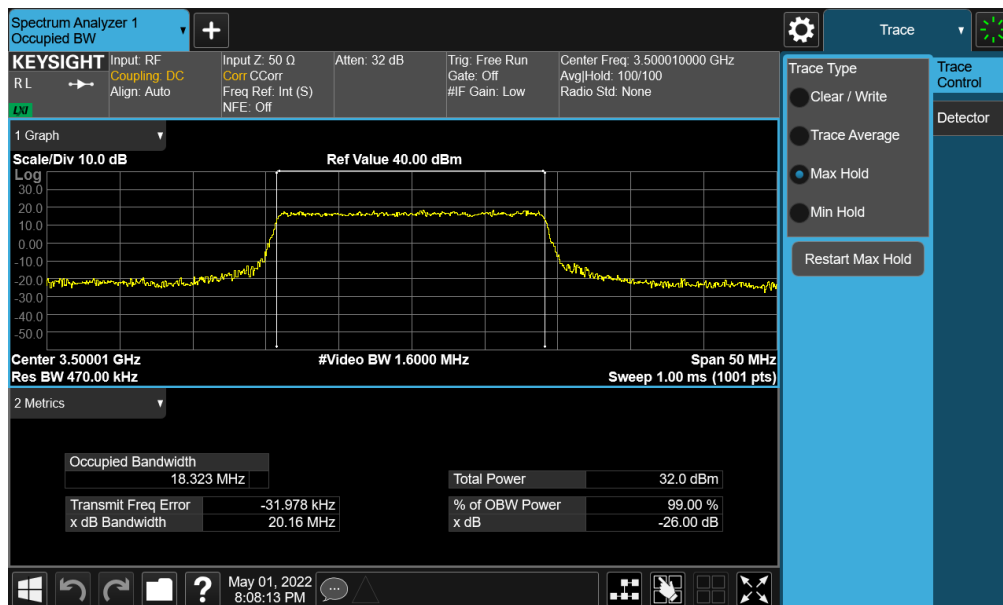 Spectrum Analyzer 1
Occupied BW
+
Trace
KEYSIGHT
R L
LXI
Input: RF
Coupling: DC
Align: Auto
Input Z: 50 Ω
Corr CCorr
Freq Ref: Int (S)
NFE: Off
Atten: 32 dB
Trig: Free Run
Gate: Off
#IF Gain: Low
Center Freq: 3.500010000 GHz
Avg|Hold: 100/100
Radio Std: None
Trace Type
Clear / Write
Trace Average
Max Hold
Min Hold
Restart Max Hold
Trace
Control
Detector
1 Graph
Scale/Div 10.0 dB
Ref Value 40.00 dBm
Log
30.0
20.0
10.0
0.00
-10.0
-20.0
-30.0
-40.0
-50.0
Center 3.50001 GHz
#Video BW 1.6000 MHz
Span 50 MHz
Res BW 470.00 kHz
Sweep 1.00 ms (1001 pts)
2 Metrics
Occupied Bandwidth
18.323 MHz
Total Power 32.0 dBm
Transmit Freq Error -31.978 kHz
% of OBW Power 99.00 %
x dB Bandwidth 20.16 MHz
x dB -26.00 dB
?
May 01, 2022
8:08:13 PM